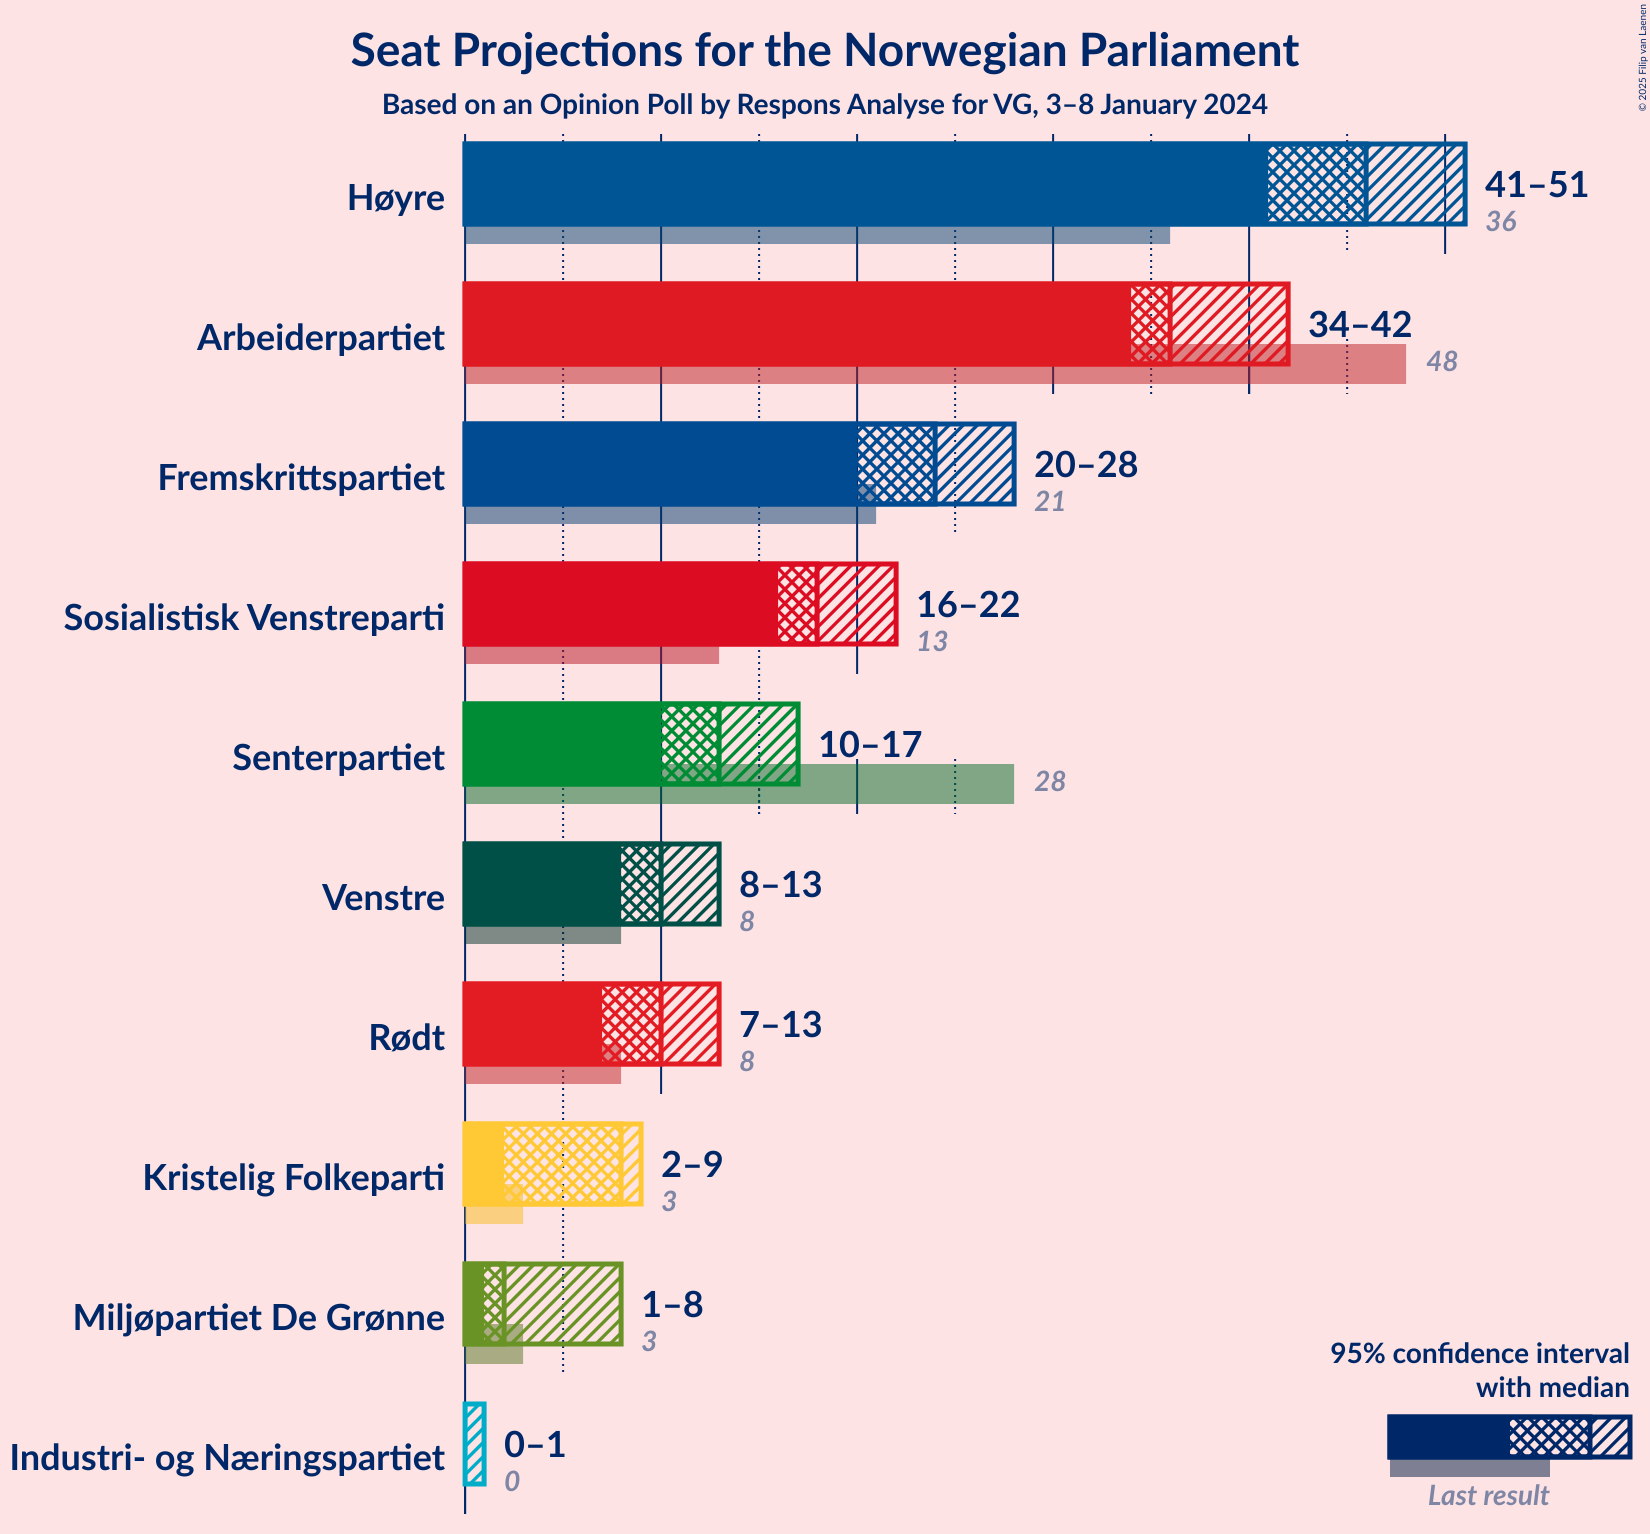 Seat Projections for the Norwegian Parliament
Based on an Opinion Poll by Respons Analyse for VG, 3–8 January 2024
© 2025 Filip van Laenen
Høyre
41–51
36
Arbeiderpartiet
34–42
48
Fremskrittspartiet
20–28
21
Sosialistisk Venstreparti
16–22
13
Senterpartiet
10–17
28
Venstre
8–13
8
Rødt
7–13
8
Kristelig Folkeparti
2–9
3
Miljøpartiet De Grønne
1–8
3
Industri- og Næringspartiet
0–1
0
95% confidence interval
with median
Last result